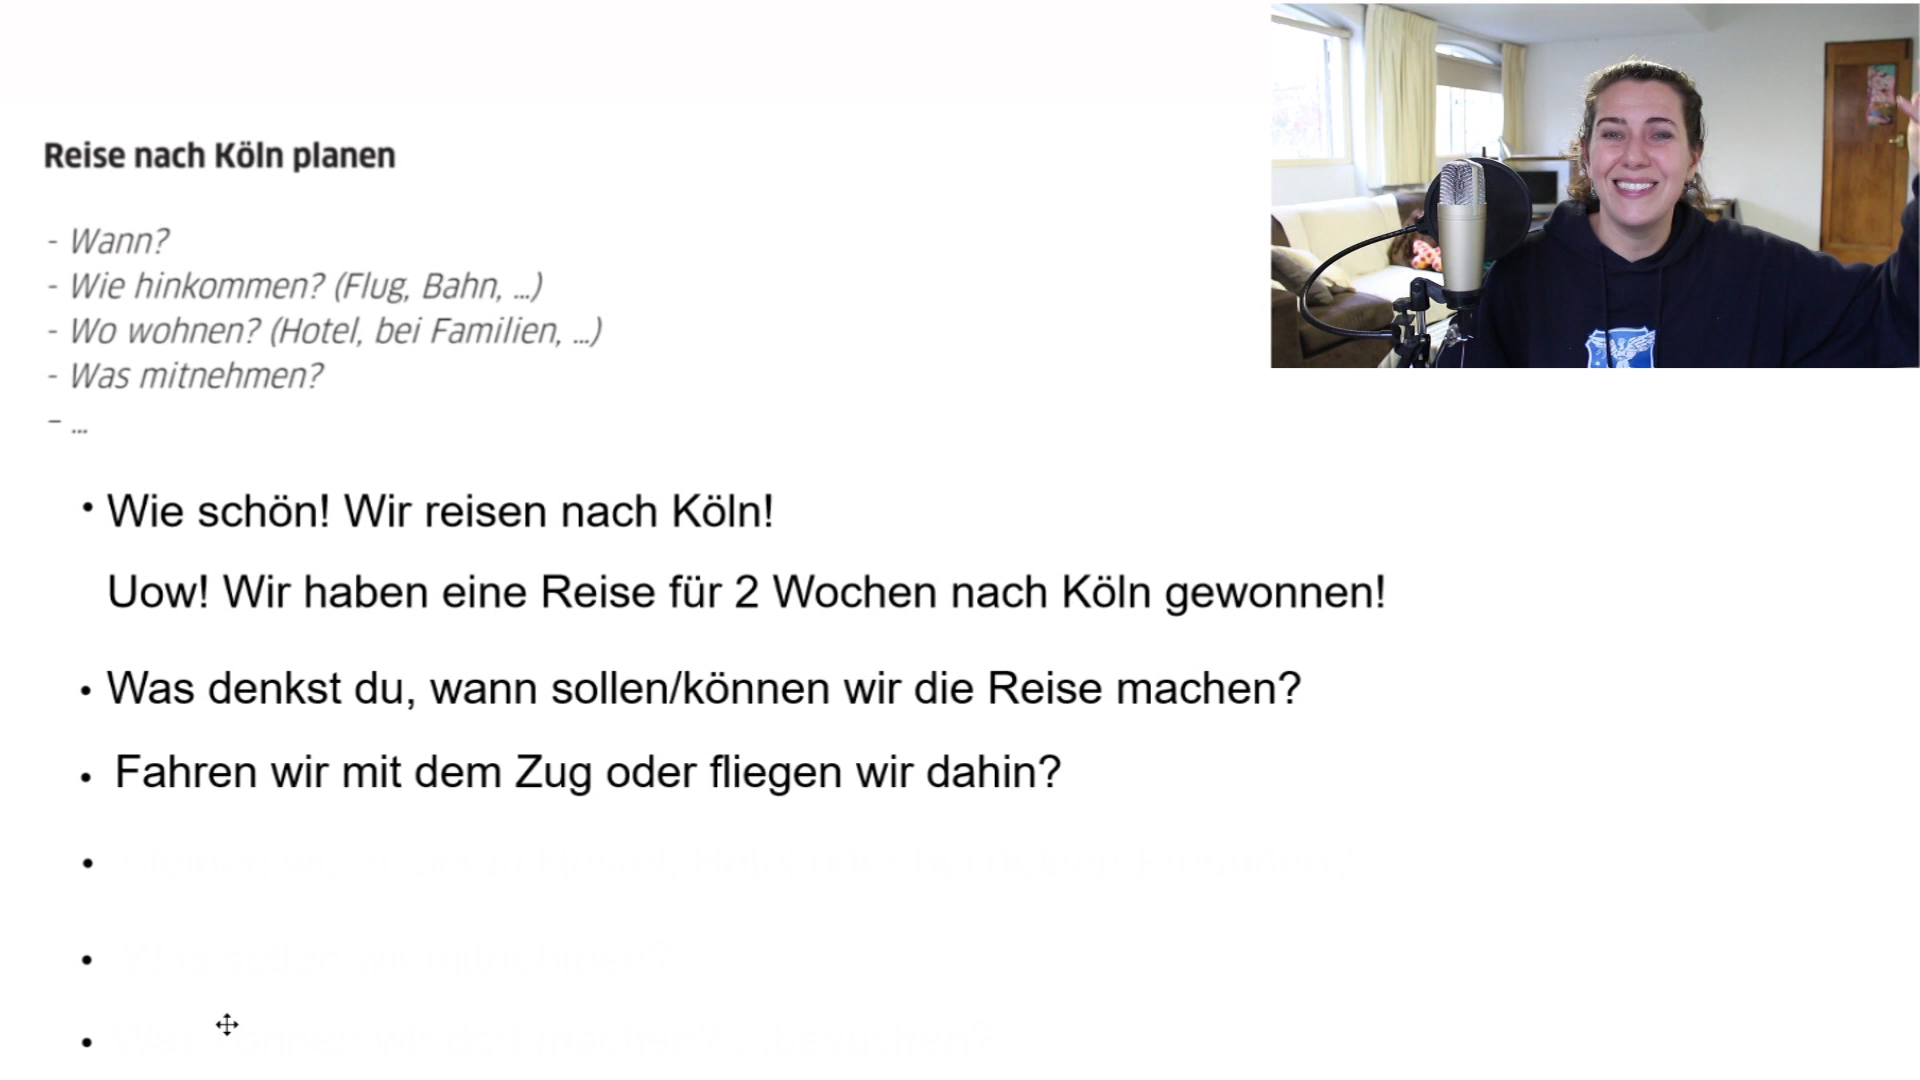 Reise nach Köln planen
- Wann?
- Wie hinkommen? (Flug, Bahn, ...)
- Wo wohnen? (Hotel, bei Familien, ...)
- Was mitnehmen?
- ...
• Wie schön! Wir reisen nach Köln!
Uow! Wir haben eine Reise für 2 Wochen nach Köln gewonnen!
• Was denkst du, wann sollen/können wir die Reise machen?
• Fahren wir mit dem Zug oder fliegen wir dahin?
•
•
•